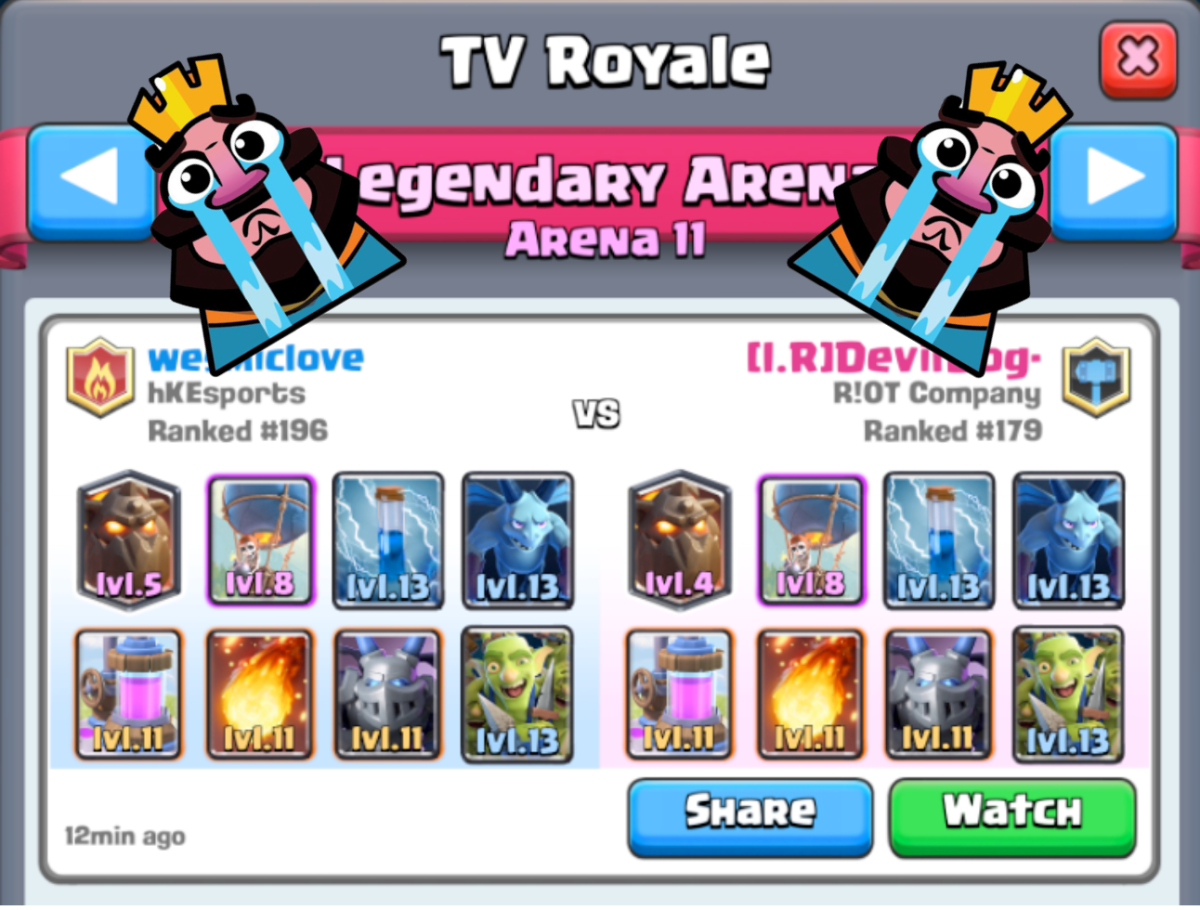 TV Royale
Legendary Arena
Arena 11
hKEsports
Ranked #196
vs
R!OT Company
Ranked #179
lvl.5 lvl.8 lvl.13 lvl.13
lvl.11 lvl.11 lvl.11 lvl.13
lvl.4 lvl.8 lvl.13 lvl.13
lvl.11 lvl.11 lvl.11 lvl.13
12min ago
Share
Watch